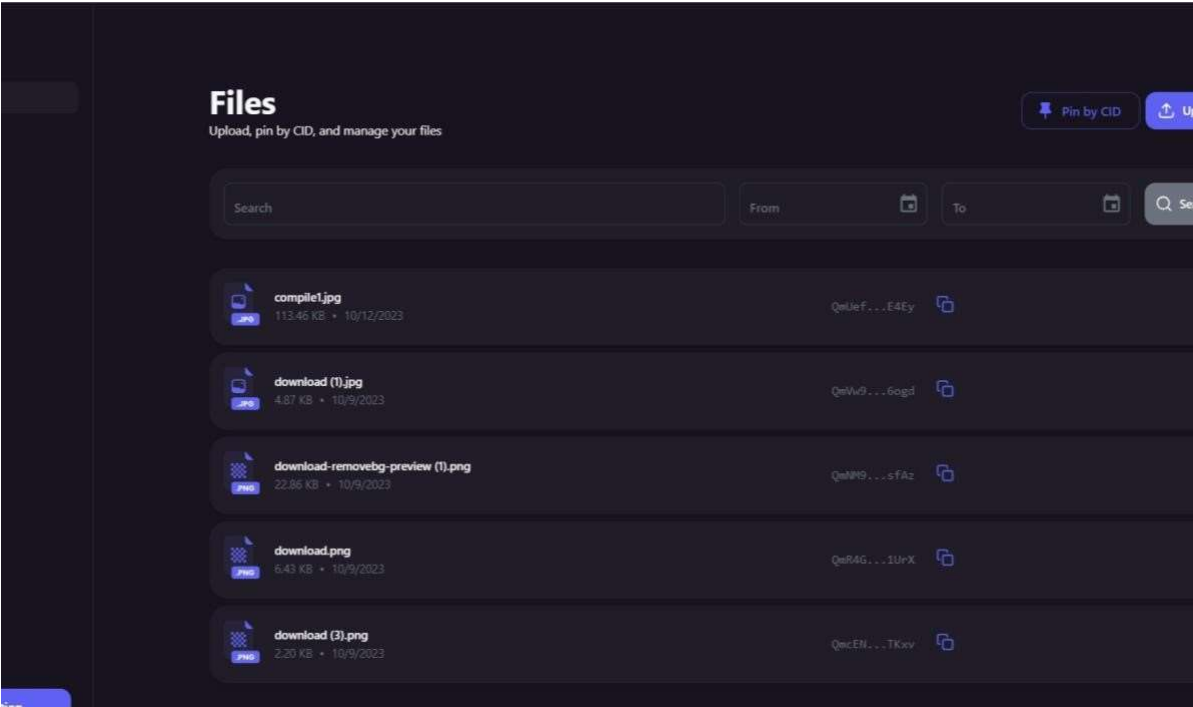 Files
Upload, pin by CID, and manage your files
Pin by CID
Up
Search
From
To
Sea
compile1.jpg
113.46 KB • 10/12/2023
.JPG
QmUef...E4Ey
download (1).jpg
4.87 KB • 10/9/2023
.JPG
QmVw9...6ogd
download-removebg-preview (1).png
22.86 KB • 10/9/2023
.PNG
QmNM9...sfAz
download.png
6.43 KB • 10/9/2023
.PNG
QmR4G...1UrX
download (3).png
2.20 KB • 10/9/2023
.PNG
QmcEN...TKxv